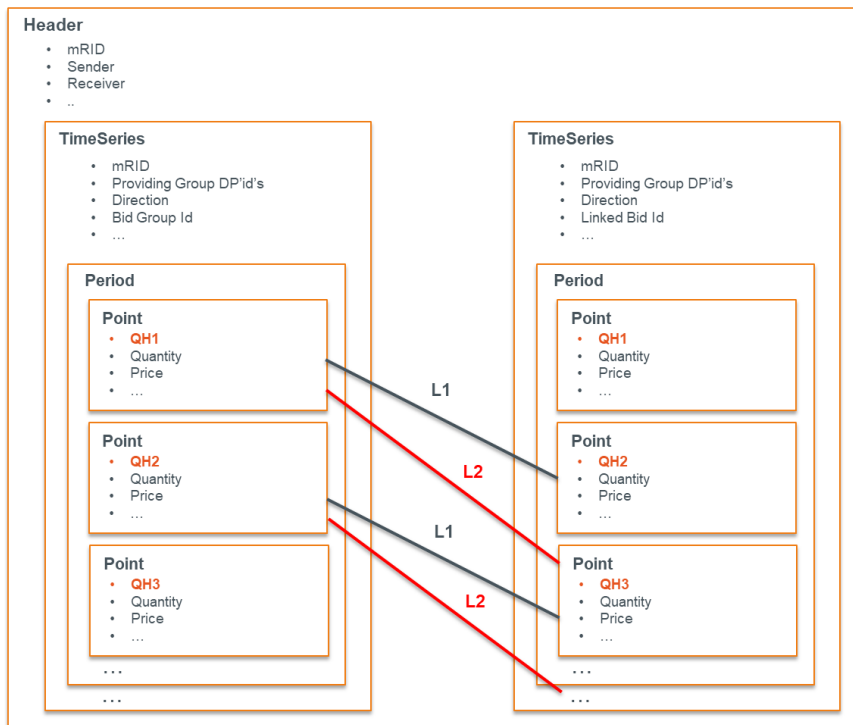 Header
• mRID
• Sender
• Receiver
• ..
TimeSeries
• mRID
• Providing Group DP'id's
• Direction
• Bid Group Id
• …
Period
Point
• QH1
• Quantity
• Price
• …
Point
• QH2
• Quantity
• Price
• …
Point
• QH3
• Quantity
• Price
• …
…
…
L1
L2
L1
L2
TimeSeries
• mRID
• Providing Group DP'id's
• Direction
• Linked Bid Id
• …
Period
Point
• QH1
• Quantity
• Price
• …
Point
• QH2
• Quantity
• Price
• …
Point
• QH3
• Quantity
• Price
• …
…
…